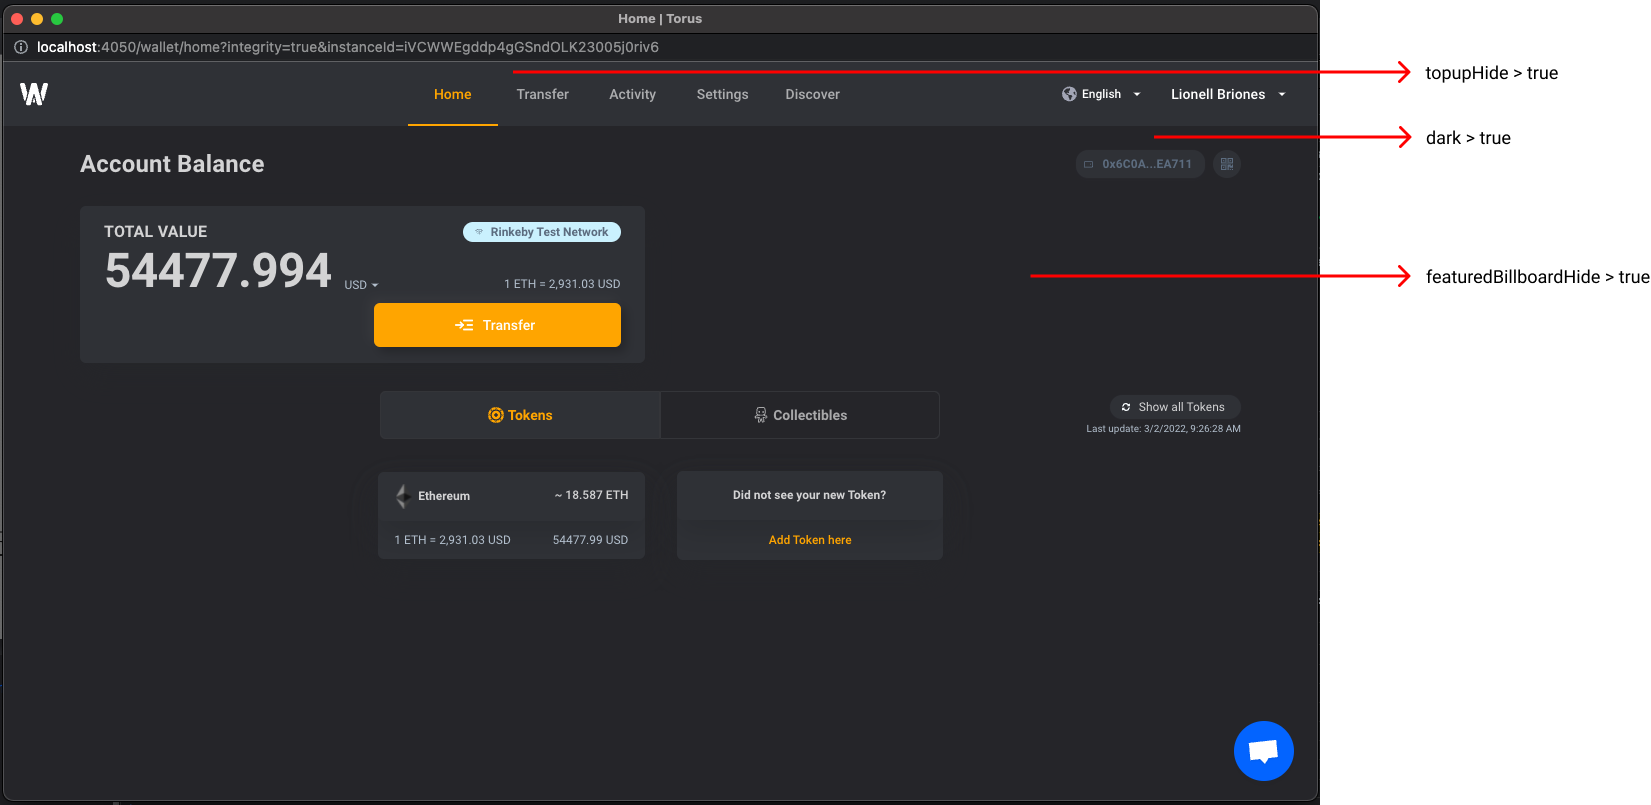 Home | Torus
localhost:4050/wallet/home?integrity=true&instanceId=iVCWWEgddp4gGSndOLK23005j0riv6
Home Transfer Activity Settings Discover English Lionell Briones
topupHide > true
dark > true
Account Balance
0x6C0A...EA711
TOTAL VALUE
Rinkeby Test Network
54477.994 USD
1 ETH = 2,931.03 USD
featuredBillboardHide > true
Transfer
Tokens
Collectibles
Show all Tokens
Last update: 3/2/2022, 9:26:28 AM
Ethereum
~ 18.587 ETH
1 ETH = 2,931.03 USD
54477.99 USD
Did not see your new Token?
Add Token here